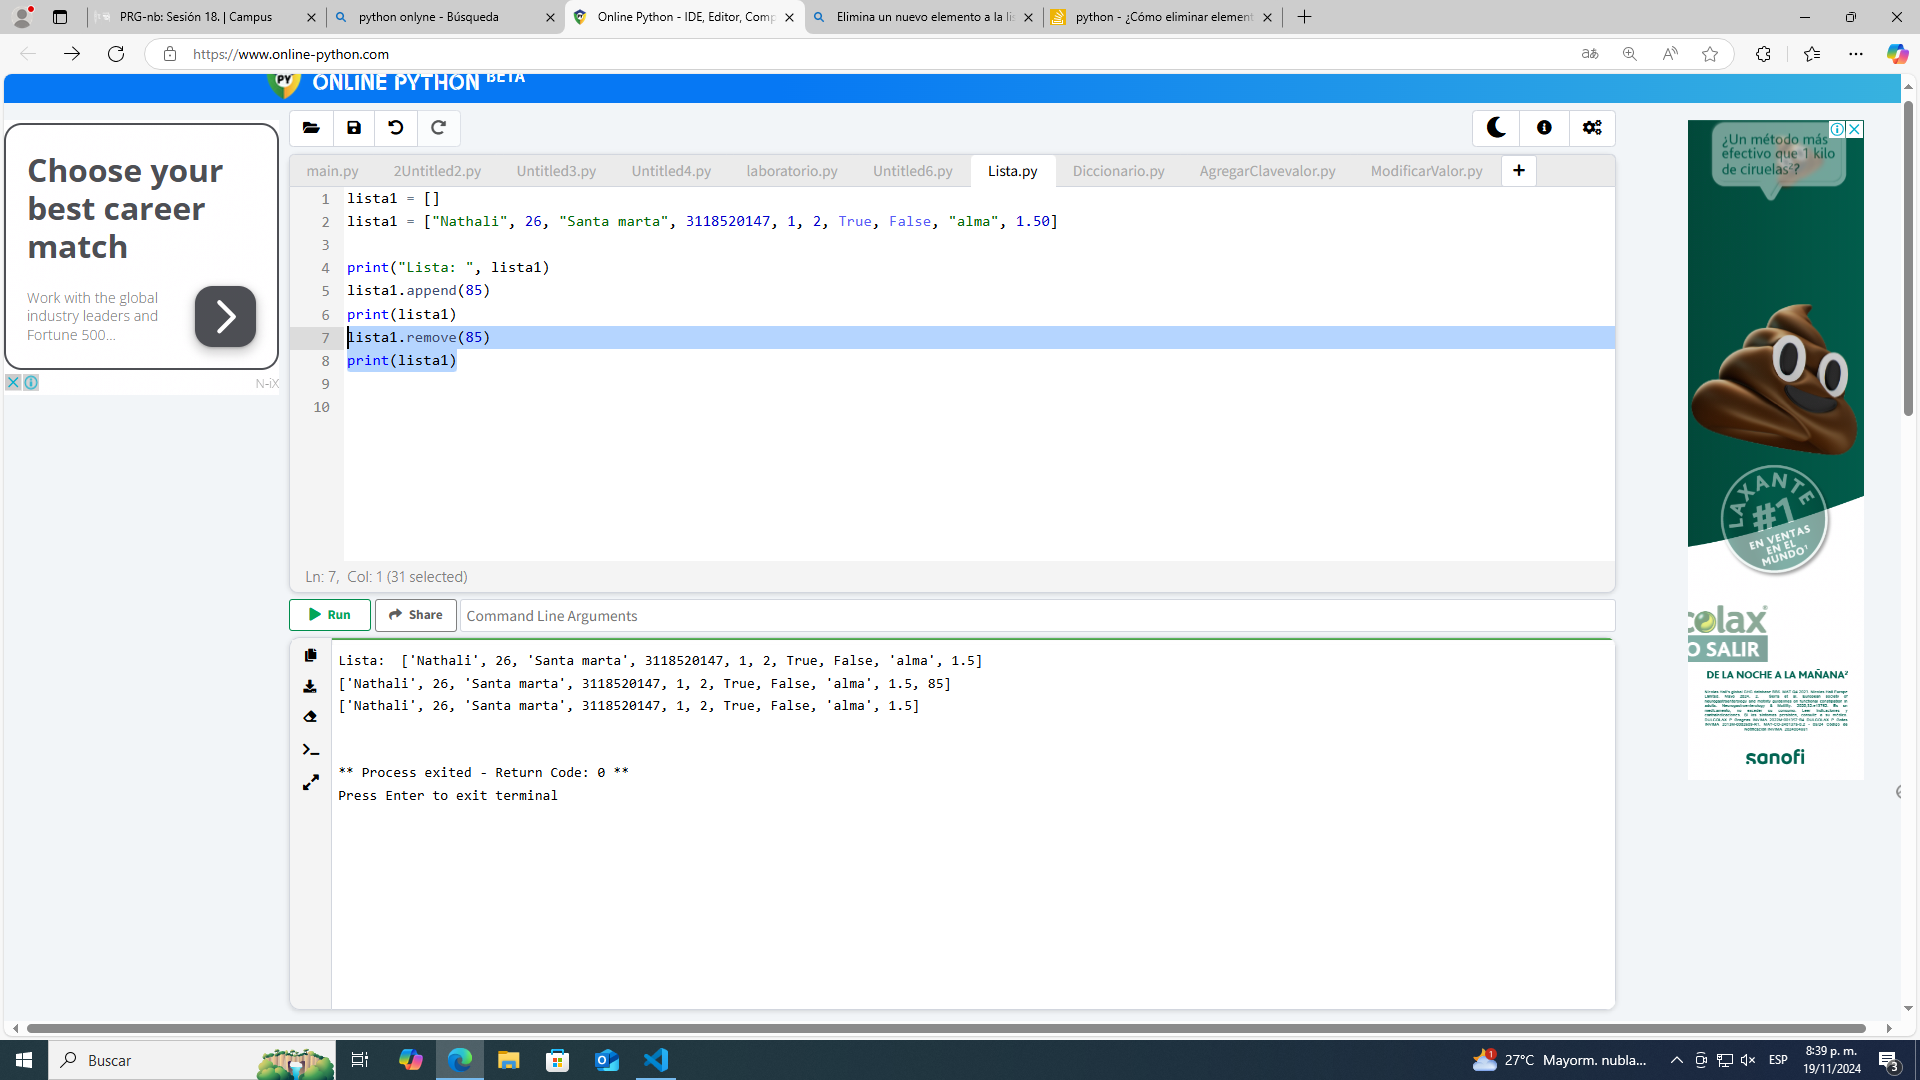 PRG-nb: Sesión 18. | Campus
python onlyne - Búsqueda
Online Python - IDE, Editor, Comp
Elimina un nuevo elemento a la lis
python - ¿Cómo eliminar element
https://www.online-python.com
ONLINE PYTHON BETA
Choose your
best career
match
Work with the global
industry leaders and
Fortune 500...
N-iX
main.py 2Untitled2.py Untitled3.py Untitled4.py laboratorio.py Untitled6.py Lista.py Diccionario.py AgregarClavevalor.py ModificarValor.py +
1 lista1 = []
2 lista1 = ["Nathali", 26, "Santa marta", 3118520147, 1, 2, True, False, "alma", 1.50]
3
4 print("Lista: ", lista1)
5 lista1.append(85)
6 print(lista1)
7 lista1.remove(85)
8 print(lista1)
9
10
Ln: 7, Col: 1 (31 selected)
Run Share Command Line Arguments
Lista:  ['Nathali', 26, 'Santa marta', 3118520147, 1, 2, True, False, 'alma', 1.5]
['Nathali', 26, 'Santa marta', 3118520147, 1, 2, True, False, 'alma', 1.5, 85]
['Nathali', 26, 'Santa marta', 3118520147, 1, 2, True, False, 'alma', 1.5]
** Process exited - Return Code: 0 **
Press Enter to exit terminal
¿Un método más
efectivo que 1 kilo
de ciruelas²?
LAXANTE
#1
EN VENTAS
EN EL
MUNDO¹
colax
O SALIR
DE LA NOCHE A LA MAÑANA²
sanofi
Buscar
27°C Mayorm. nubla...
ESP
8:39 p. m.
19/11/2024
3